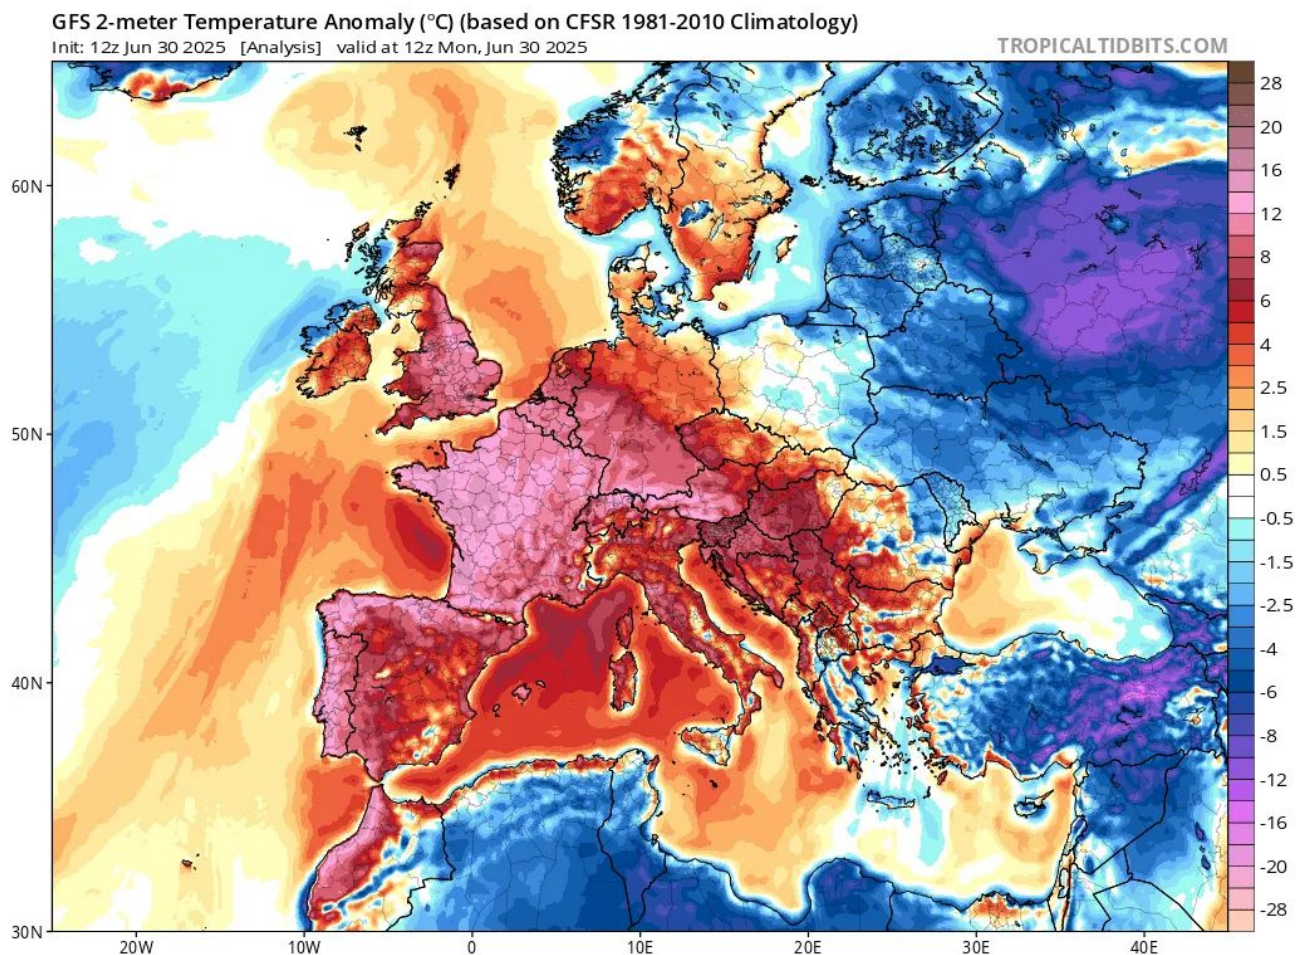 GFS 2-meter Temperature Anomaly (°C) (based on CFSR 1981-2010 Climatology)
Init: 12z Jun 30 2025 [Analysis] valid at 12z Mon, Jun 30 2025
TROPICALTIDBITS.COM
28
20
16
12
8
6
4
2.5
1.5
0.5
-0.5
-1.5
-2.5
-4
-6
-8
-12
-16
-20
-28
60N
50N
40N
30N
20W
10W
0
10E
20E
30E
40E